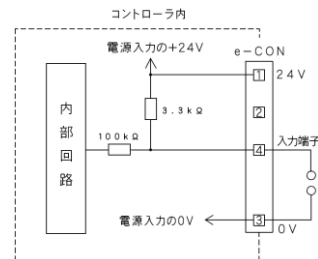 コントローラ内
電源入力の+24V
e-CON
1 24V
2
3.3kΩ
内部回路
100kΩ
4 入力端子
電源入力の0V
3 0V